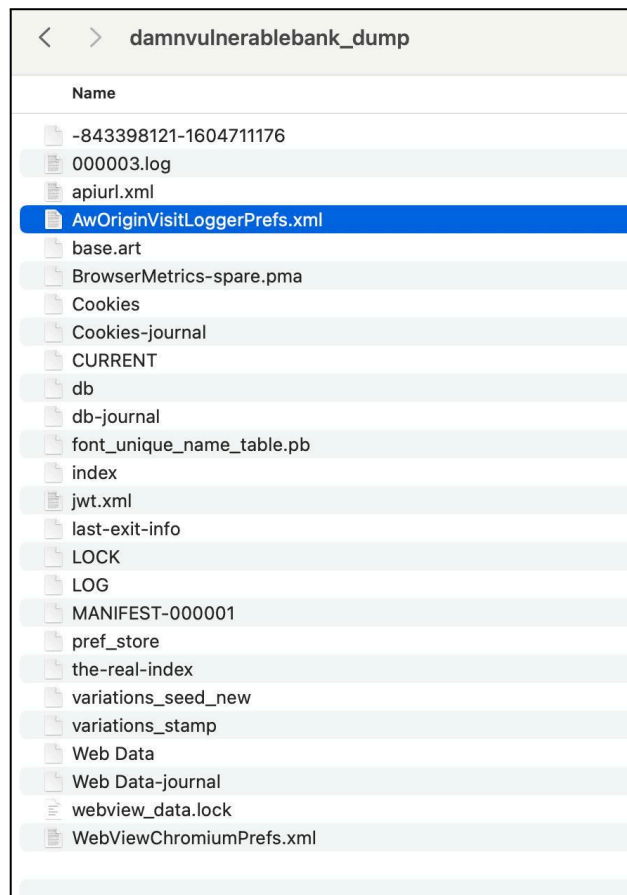 damnvulnerablebank_dump
Name
-843398121-1604711176
000003.log
apiurl.xml
AwOriginVisitLoggerPrefs.xml
base.art
BrowserMetrics-spare.pma
Cookies
Cookies-journal
CURRENT
db
db-journal
font_unique_name_table.pb
index
jwt.xml
last-exit-info
LOCK
LOG
MANIFEST-000001
pref_store
the-real-index
variations_seed_new
variations_stamp
Web Data
Web Data-journal
webview_data.lock
WebViewChromiumPrefs.xml